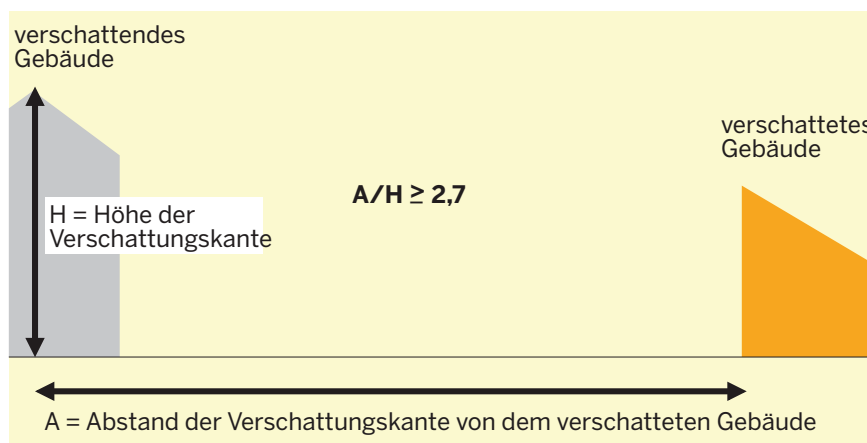 verschattendes
Gebäude
verschattetes
Gebäude
A/H ≥ 2,7
H = Höhe der
Verschattungskante
A = Abstand der Verschattungskante von dem verschatteten Gebäude